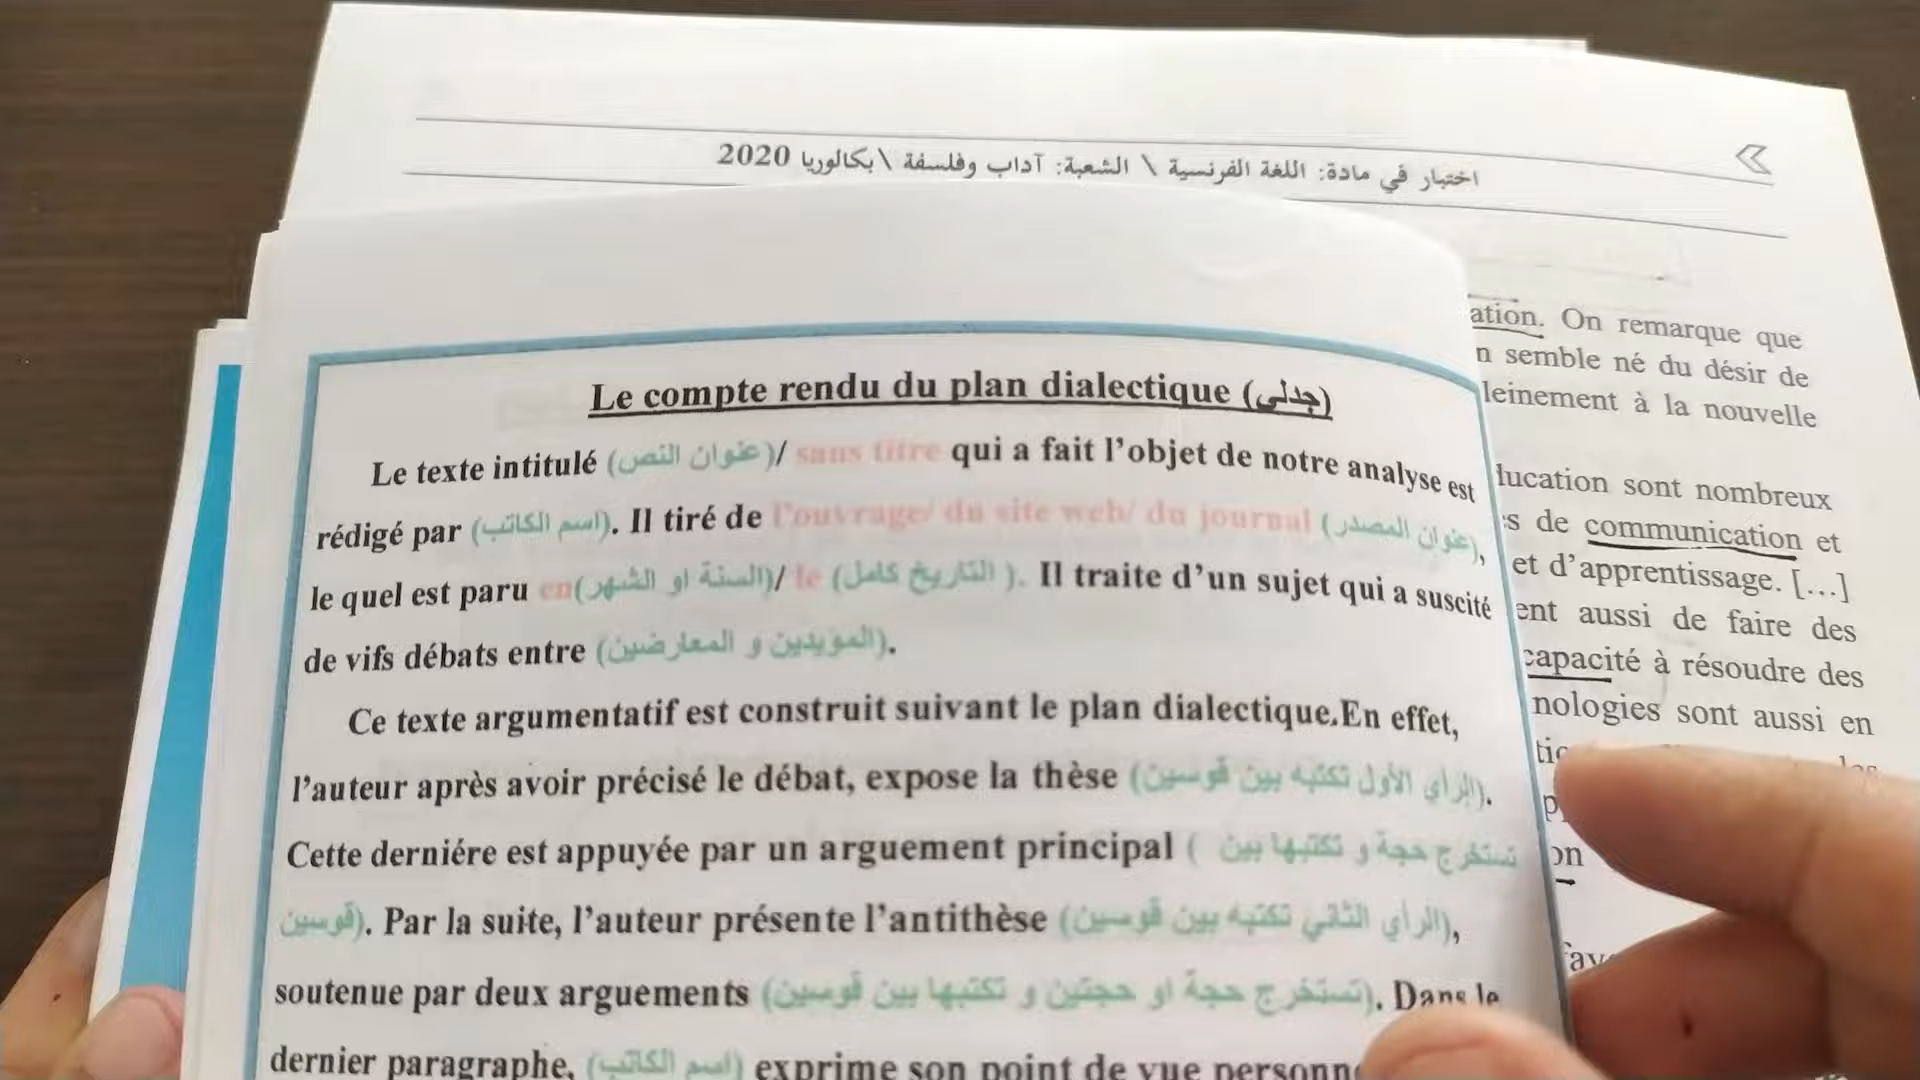 اختبار في مادة: اللغة الفرنسية \ الشعبة: آداب وفلسفة \ بكالوريا 2020
Le compte rendu du plan dialectique (جدلي)
Le texte intitulé (عنوان النص)/ sans titre qui a fait l’objet de notre analyse est
rédigé par (اسم الكاتب). Il tiré de l’ouvrage/ du site web/ du journal (عنوان المصدر),
le quel est paru en(السنة او الشهر)/ le (التاريخ كامل ). Il traite d’un sujet qui a suscité
de vifs débats entre (المؤيدين و المعارضين).
Ce texte argumentatif est construit suivant le plan dialectique.En effet,
l’auteur après avoir précisé le débat, expose la thèse (الرأي الأول تكتبه بين قوسين).
Cette derniére est appuyée par un arguement principal ( تستخرج حجة و تكتبها بين
قوسين). Par la suite, l’auteur présente l’antithèse (الرأي الثاني تكتبه بين قوسين),
soutenue par deux arguements (تستخرج حجة او حجتين و تكتبها بين قوسين). Dans le
dernier paragraphe, (اسم الكاتب) exprime son point de vue
ation. On remarque que
n semble né du désir de
leinement à la nouvelle
lucation sont nombreux
s de communication et
et d’apprentissage. […]
ent aussi de faire des
capacité à résoudre des
nologies sont aussi en
on